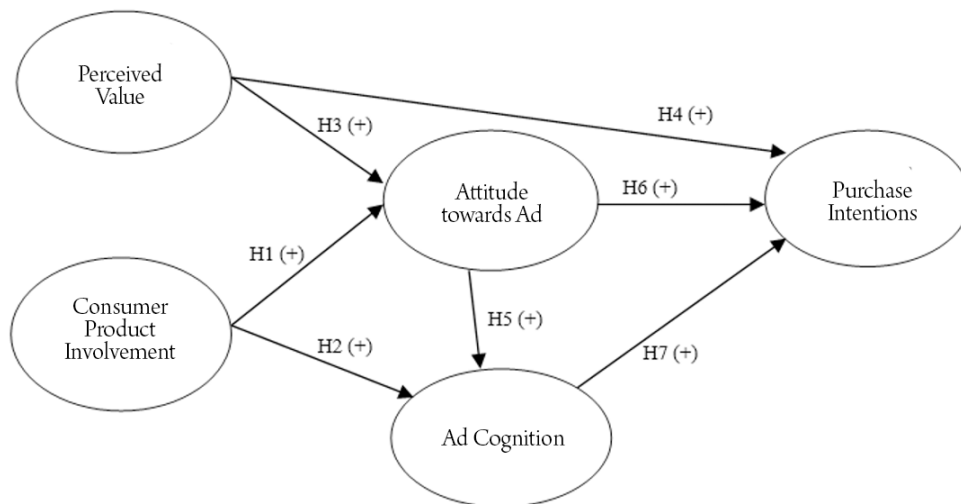 Perceived
Value
H3 (+)
H4 (+)
Attitude
towards Ad
H6 (+)
Purchase
Intentions
H1 (+)
Consumer
Product
Involvement
H2 (+)
H5 (+)
H7 (+)
Ad Cognition